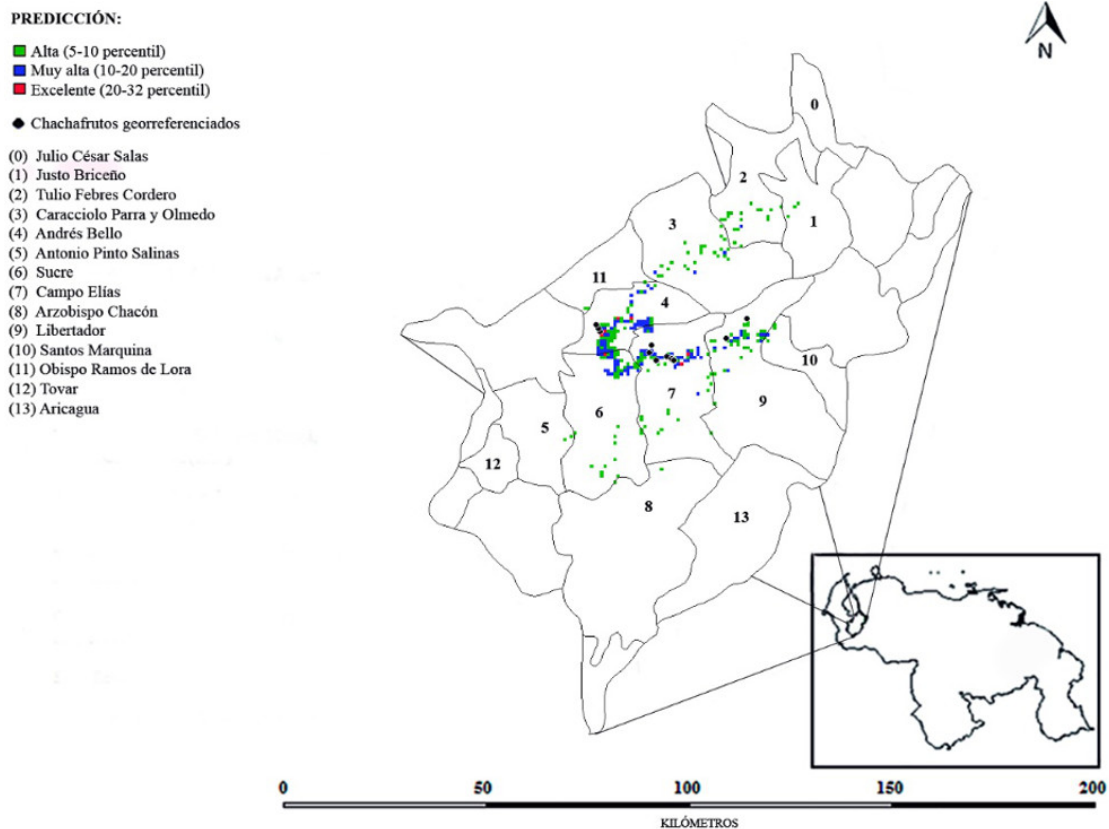 PREDICCIÓN:
Alta (5-10 percentil)
Muy alta (10-20 percentil)
Excelente (20-32 percentil)
Chachafrutos georreferenciados
(0) Julio César Salas
(1) Justo Briceño
(2) Tulio Febres Cordero
(3) Caracciolo Parra y Olmedo
(4) Andrés Bello
(5) Antonio Pinto Salinas
(6) Sucre
(7) Campo Elías
(8) Arzobispo Chacón
(9) Libertador
(10) Santos Marquina
(11) Obispo Ramos de Lora
(12) Tovar
(13) Aricagua
N
0
2
1
3
11
4
10
7
9
6
5
12
8
13
0 50 100 150 200
KILÓMETROS